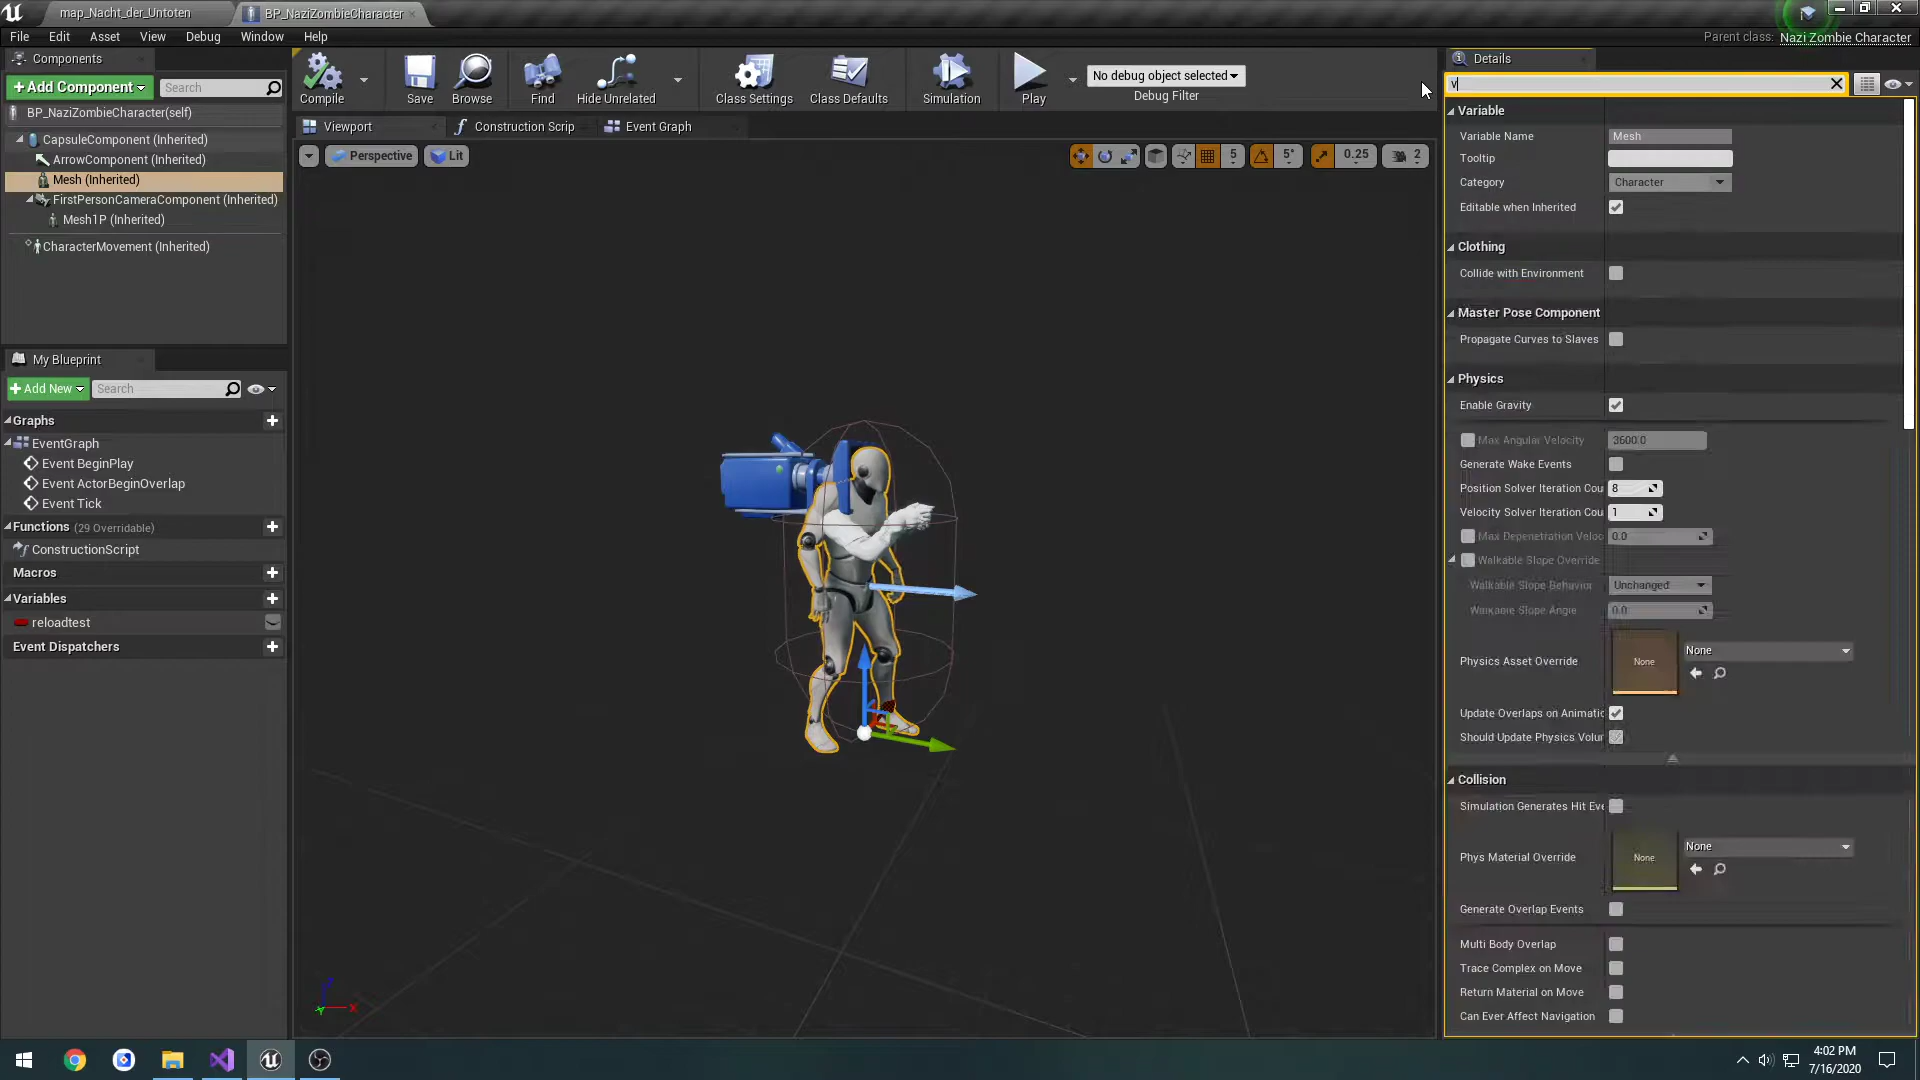 map_Nacht_der_Untoten
BP_NaziZombieCharacter
File Edit Asset View Debug Window Help
Parent class: Nazi Zombie Character
Components
+ Add Component
Search
BP_NaziZombieCharacter(self)
CapsuleComponent (Inherited)
ArrowComponent (Inherited)
Mesh (Inherited)
FirstPersonCameraComponent (Inherited)
Mesh1P (Inherited)
CharacterMovement (Inherited)
My Blueprint
+ Add New
Search
Graphs
EventGraph
Event BeginPlay
Event ActorBeginOverlap
Event Tick
Functions (29 Overridable)
ConstructionScript
Macros
Variables
reloadtest
Event Dispatchers
Compile
Save
Browse
Find
Hide Unrelated
Class Settings
Class Defaults
Simulation
Play
No debug object selected
Debug Filter
Viewport
Construction Scrip
Event Graph
Perspective
Lit
5
5°
0.25
2
Z
X
Y
Details
v
Variable
Variable Name Mesh
Tooltip
Category Character
Editable when Inherited
Clothing
Collide with Environment
Master Pose Component
Propagate Curves to Slaves
Physics
Enable Gravity
Max Angular Velocity 3600.0
Generate Wake Events
Position Solver Iteration Cou 8
Velocity Solver Iteration Cou 1
Max Depenetration Veloc 0.0
Walkable Slope Override
Walkable Slope Behavior Unchanged
Walkable Slope Angle 0.0
Physics Asset Override None None
Update Overlaps on Animatic
Should Update Physics Volur
Collision
Simulation Generates Hit Eve
Phys Material Override None None
Generate Overlap Events
Multi Body Overlap
Trace Complex on Move
Return Material on Move
Can Ever Affect Navigation
4:02 PM
7/16/2020